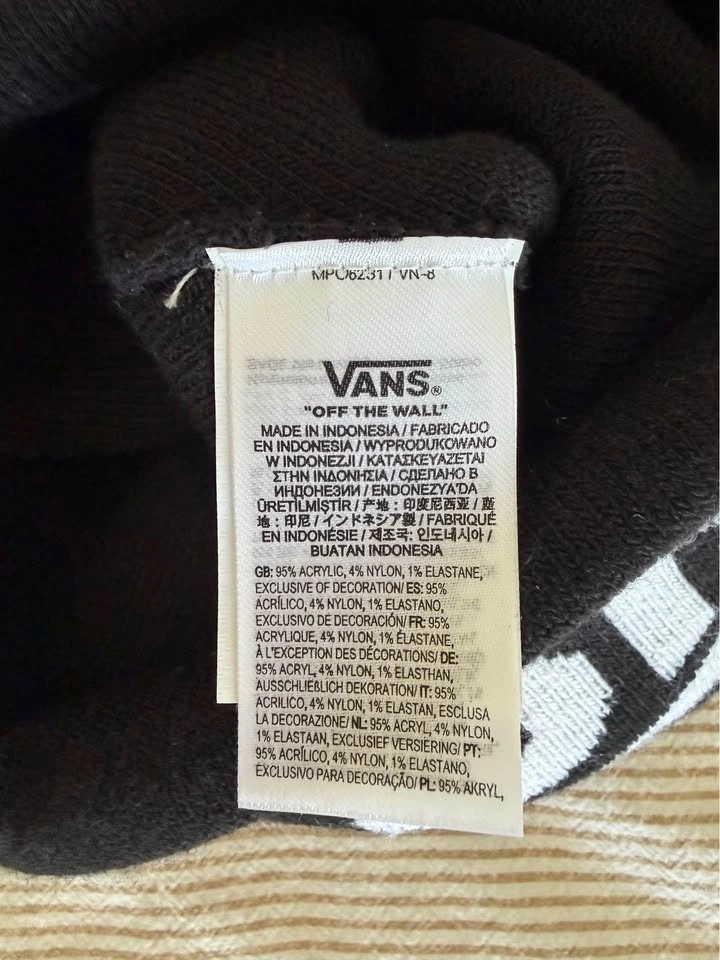 VANS®
"OFF THE WALL"
MADE IN INDONESIA / FABRICADO
EN INDONESIA / WYPRODUKOWANO
W INDONEZJI / ΚΑΤΑΣΚΕΥΑΖΕΤΑΙ
ΣΤΗΝ ΙΝΔΟΝΗΣΙΑ / СДЕЛАНО В
ИНДОНЕЗИИ / ENDONEZYA'DA
ÜRETİLMİŞTİR / 产地：印度尼西亚 / 產
地：印尼 / インドネシア製 / FABRIQUÉ
EN INDONÉSIE / 제조국: 인도네시아 /
BUATAN INDONESIA
GB: 95% ACRYLIC, 4% NYLON, 1% ELASTANE,
EXCLUSIVE OF DECORATION/ ES: 95%
ACRÍLICO, 4% NYLON, 1% ELASTANO,
EXCLUSIVO DE DECORACIÓN/ FR: 95%
ACRYLIQUE, 4% NYLON, 1% ÉLASTANE,
À L'EXCEPTION DES DÉCORATIONS/ DE:
95% ACRYL, 4% NYLON, 1% ELASTHAN,
AUSSCHLIEßLICH DEKORATION/ IT: 95%
ACRILICO, 4% NYLON, 1% ELASTAN, ESCLUSA
LA DECORAZIONE/ NL: 95% ACRYL, 4% NYLON,
1% ELASTAAN, EXCLUSIEF VERSIERING/ PT:
95% ACRÍLICO, 4% NYLON, 1% ELASTANO,
EXCLUSIVO PARA DECORAÇÃO/ PL: 95% AKRYL,